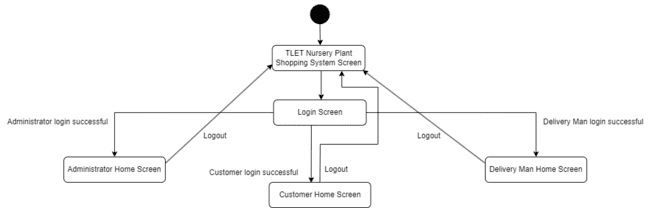 TLET Nursery Plant
Shopping System Screen
Login Screen
Administrator login successful
Delivery Man login successful
Logout
Logout
Administrator Home Screen
Customer login successful
Logout
Delivery Man Home Screen
Customer Home Screen